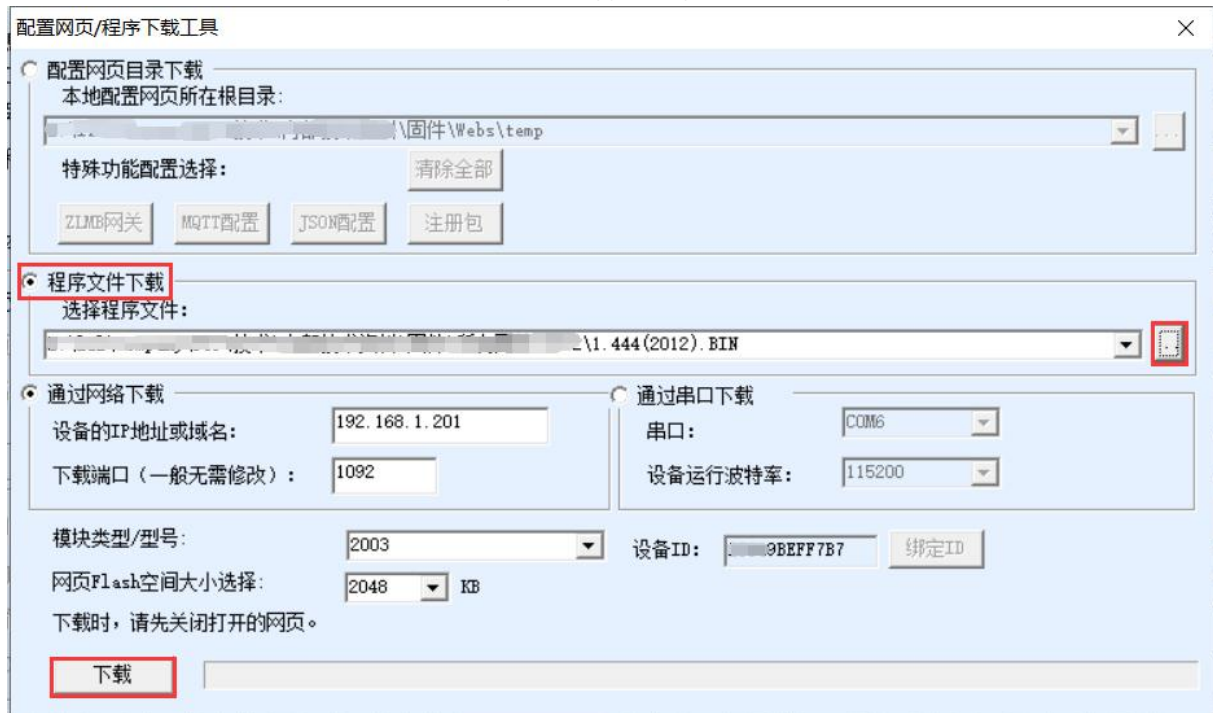 配置网页/程序下载工具
配置网页目录下载
本地配置网页所在根目录:
\固件\Webs\temp
...
特殊功能配置选择:
清除全部
ZLMB网关
MQTT配置
JSON配置
注册包
程序文件下载
选择程序文件:
\1.444(2012).BIN
通过网络下载
设备的IP地址或域名:
192.168.1.201
下载端口（一般无需修改）:
1092
通过串口下载
串口:
COM6
设备运行波特率:
115200
模块类型/型号:
2003
设备ID:
9BEFF7B7
绑定ID
网页Flash空间大小选择:
2048
KB
下载时，请先关闭打开的网页。
下载